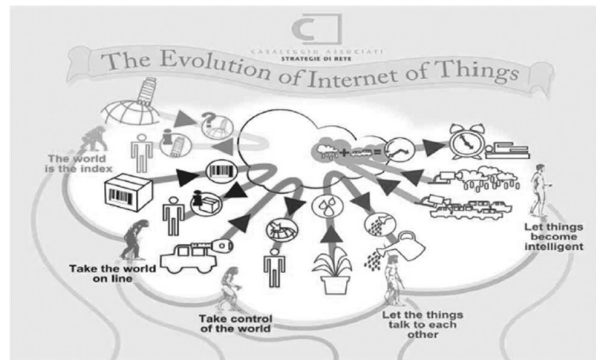 CASALEGGIO ASSOCIATI
STRATEGIE DI RETE
The Evolution of Internet of Things
?
+ =
The world
is the index
Take the world
on line
Take control
of the world
Let the things
talk to each
other
Let things
become
intelligent